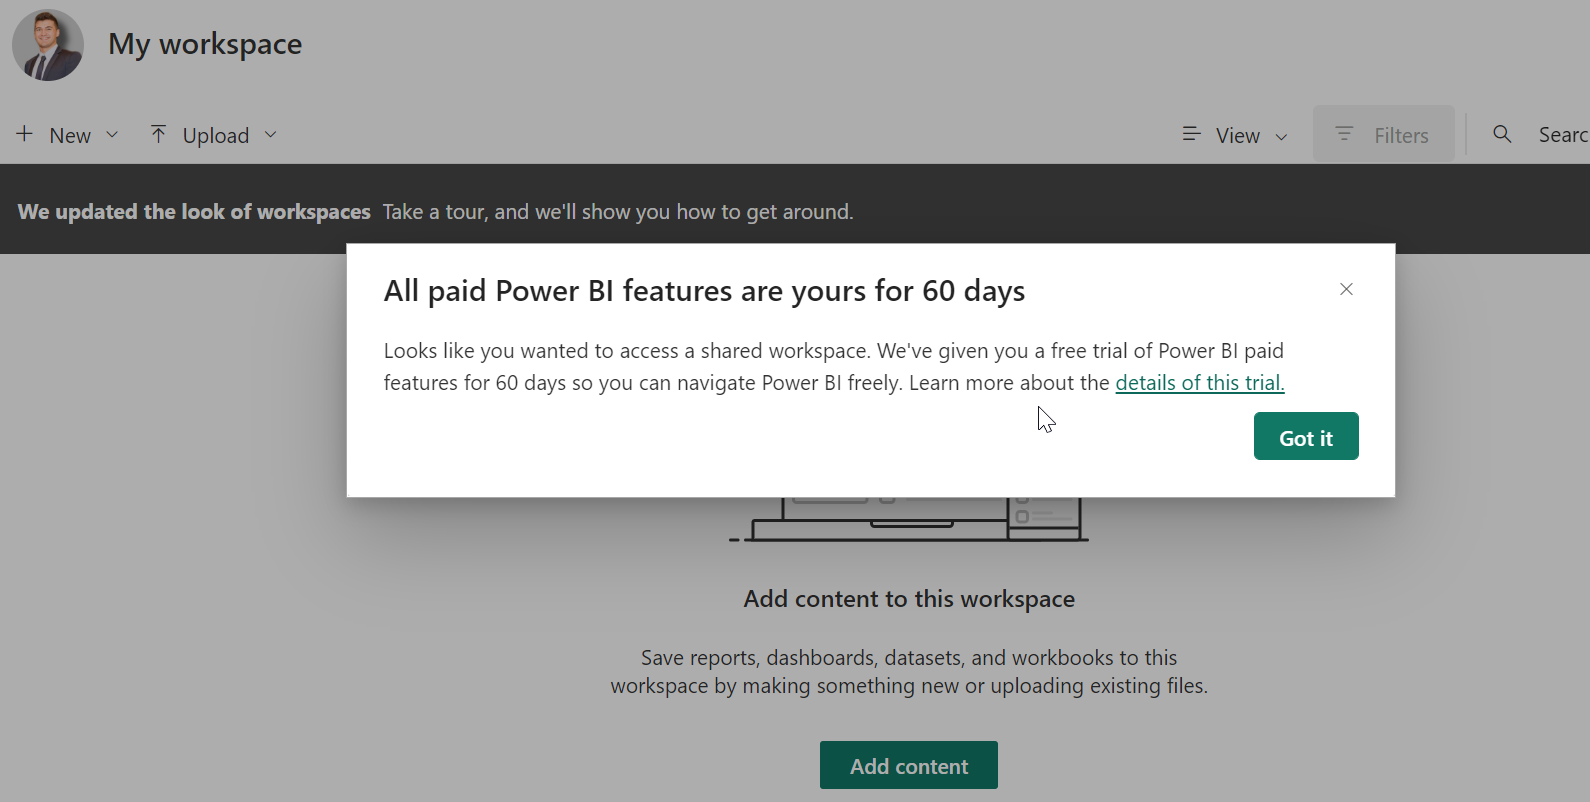 My workspace
New
Upload
View
Filters
Searc
We updated the look of workspaces Take a tour, and we'll show you how to get around.
All paid Power BI features are yours for 60 days
Looks like you wanted to access a shared workspace. We've given you a free trial of Power BI paid
features for 60 days so you can navigate Power BI freely. Learn more about the details of this trial.
Got it
Add content to this workspace
Save reports, dashboards, datasets, and workbooks to this
workspace by making something new or uploading existing files.
Add content